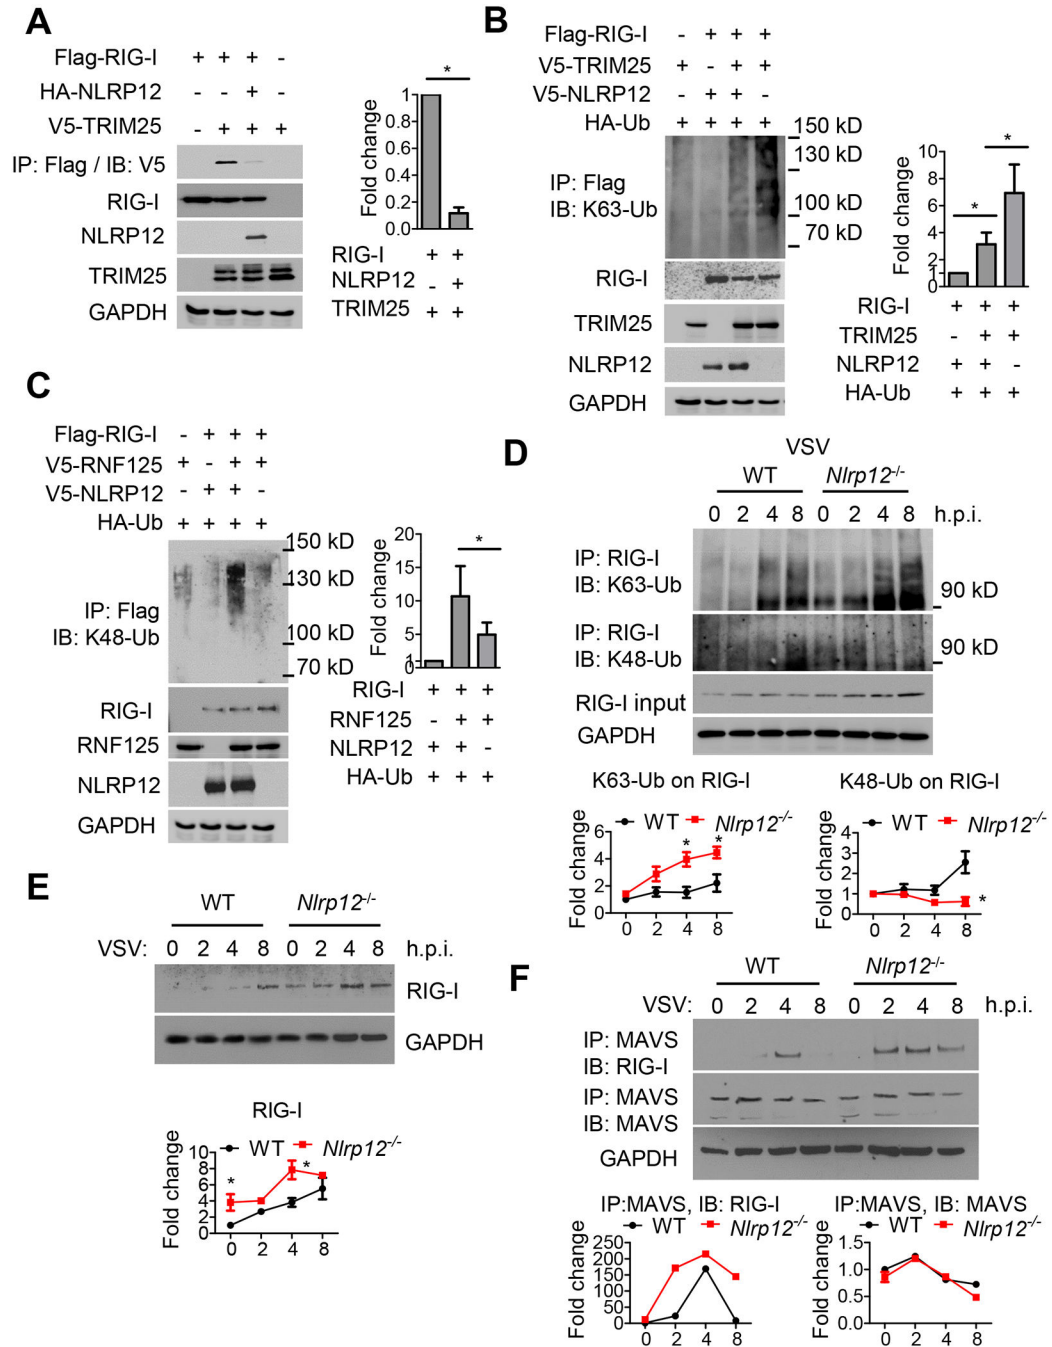 A
Flag-RIG-I + + + -
HA-NLRP12 - - + -
V5-TRIM25 - + + +
IP: Flag / IB: V5
RIG-I
NLRP12
TRIM25
GAPDH
*
Fold change
1
0.8
0.6
0.4
0.2
0.0
RIG-I + +
NLRP12 - +
TRIM25 + +
B
Flag-RIG-I - + + +
V5-TRIM25 + - + +
V5-NLRP12 - + + -
HA-Ub + + + +
150 kD
130 kD
100 kD
70 kD
IP: Flag
IB: K63-Ub
RIG-I
TRIM25
NLRP12
GAPDH
* *
Fold change
10
8
6
4
2
1
0
RIG-I + + +
TRIM25 - + +
NLRP12 + + -
HA-Ub + + +
C
Flag-RIG-I - + + +
V5-RNF125 + - + +
V5-NLRP12 - + + -
HA-Ub + + + +
150 kD
130 kD
100 kD
70 kD
IP: Flag
IB: K48-Ub
RIG-I
RNF125
NLRP12
GAPDH
*
Fold change
20
15
10
5
1
0
RIG-I + + +
RNF125 - + +
NLRP12 + + -
HA-Ub + + +
D
VSV
WT Nlrp12-/-
0 2 4 8 0 2 4 8 h.p.i.
IP: RIG-I
IB: K63-Ub
90 kD
IP: RIG-I
IB: K48-Ub
90 kD
RIG-I input
GAPDH
K63-Ub on RIG-I
WT Nlrp12-/-
Fold change
6
4
2
0
* *
0 2 4 8
K48-Ub on RIG-I
WT Nlrp12-/-
Fold change
4
3
2
1
0
*
0 2 4 8
E
WT Nlrp12-/-
VSV: 0 2 4 8 0 2 4 8 h.p.i.
RIG-I
GAPDH
RIG-I
WT Nlrp12-/-
Fold change
10
8
6
4
2
0
* *
0 2 4 8
F
WT Nlrp12-/-
VSV: 0 2 4 8 0 2 4 8 h.p.i.
IP: MAVS
IB: RIG-I
IP: MAVS
IB: MAVS
GAPDH
IP:MAVS, IB: RIG-I
WT Nlrp12-/-
Fold change
250
200
150
100
50
0
0 2 4 8
IP:MAVS, IB: MAVS
WT Nlrp12-/-
Fold change
1.5
1.0
0.5
0.0
0 2 4 8